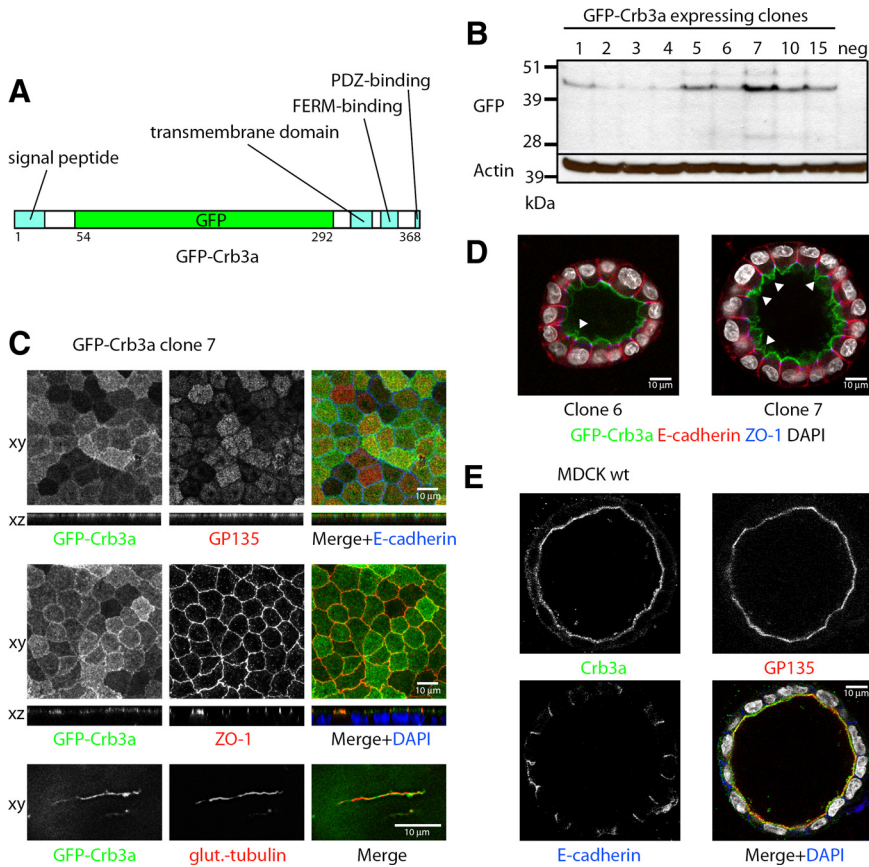 A
signal peptide
transmembrane domain
FERM-binding
PDZ-binding
GFP
1
54
292
368
GFP-Crb3a
B
GFP-Crb3a expressing clones
1 2 3 4 5 6 7 10 15 neg
51
GFP
39
28
Actin
39
kDa
C
GFP-Crb3a clone 7
xy
10 µm
xz
GFP-Crb3a
GP135
Merge+E-cadherin
xy
10 µm
xz
GFP-Crb3a
ZO-1
Merge+DAPI
xy
10 µm
GFP-Crb3a
glut.-tubulin
Merge
D
10 µm
10 µm
Clone 6
Clone 7
GFP-Crb3a E-cadherin ZO-1 DAPI
E
MDCK wt
Crb3a
GP135
10 µm
E-cadherin
Merge+DAPI